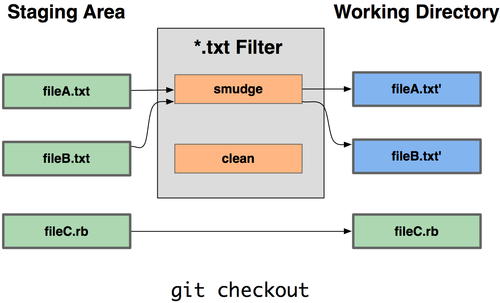 Staging Area
Working Directory
*.txt Filter
fileA.txt
smudge
fileA.txt'
fileB.txt
clean
fileB.txt'
fileC.rb
fileC.rb
git checkout